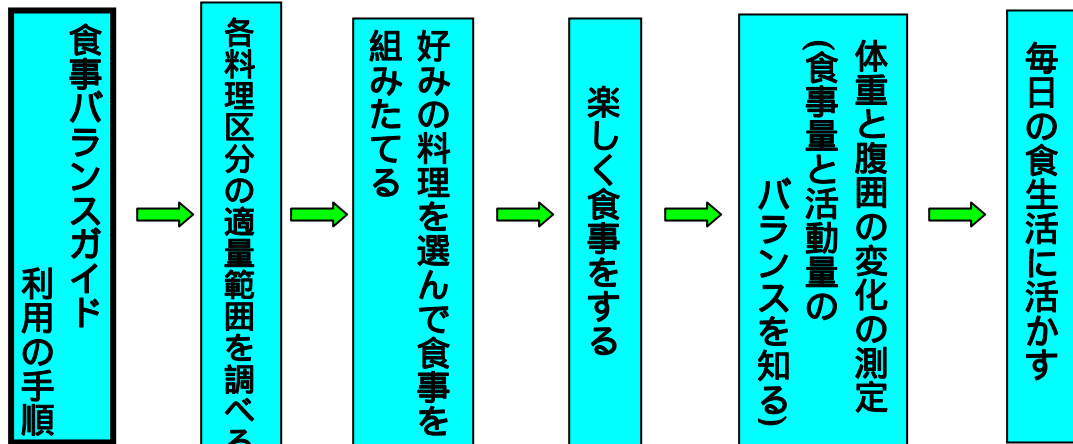 食事バランスガイド
利用の手順
各料理区分の適量範囲を調べる
好みの料理を選んで食事を
組みたてる
楽しく食事をする
体重と腹囲の変化の測定
(食事量と活動量の
バランスを知る)
毎日の食生活に活かす